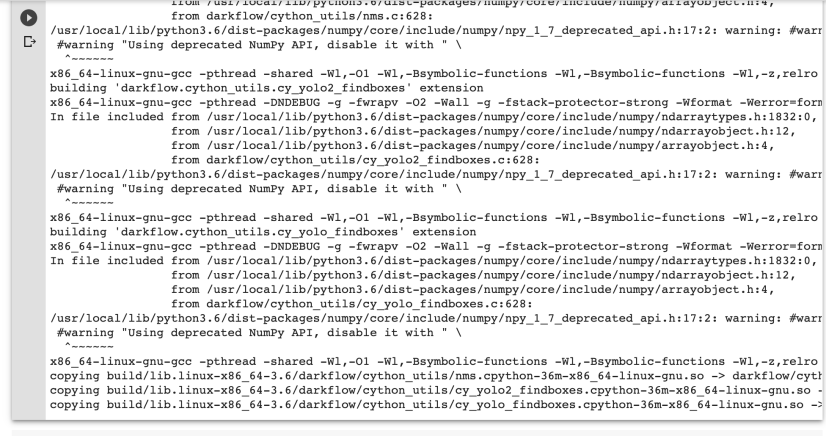 from /usr/local/lib/python3.6/dist-packages/numpy/core/include/numpy/arrayobject.h:4,
from darkflow/cython_utils/nms.c:628:
/usr/local/lib/python3.6/dist-packages/numpy/core/include/numpy/npy_1_7_deprecated_api.h:17:2: warning: #warn
#warning "Using deprecated NumPy API, disable it with " \
^~~~~~~
x86_64-linux-gnu-gcc -pthread -shared -Wl,-O1 -Wl,-Bsymbolic-functions -Wl,-Bsymbolic-functions -Wl,-z,relro
building 'darkflow.cython_utils.cy_yolo2_findboxes' extension
x86_64-linux-gnu-gcc -pthread -DNDEBUG -g -fwrapv -O2 -Wall -g -fstack-protector-strong -Wformat -Werror=form
In file included from /usr/local/lib/python3.6/dist-packages/numpy/core/include/numpy/ndarraytypes.h:1832:0,
from /usr/local/lib/python3.6/dist-packages/numpy/core/include/numpy/ndarrayobject.h:12,
from /usr/local/lib/python3.6/dist-packages/numpy/core/include/numpy/arrayobject.h:4,
from darkflow/cython_utils/cy_yolo2_findboxes.c:628:
/usr/local/lib/python3.6/dist-packages/numpy/core/include/numpy/npy_1_7_deprecated_api.h:17:2: warning: #warn
#warning "Using deprecated NumPy API, disable it with " \
^~~~~~~
x86_64-linux-gnu-gcc -pthread -shared -Wl,-O1 -Wl,-Bsymbolic-functions -Wl,-Bsymbolic-functions -Wl,-z,relro
building 'darkflow.cython_utils.cy_yolo_findboxes' extension
x86_64-linux-gnu-gcc -pthread -DNDEBUG -g -fwrapv -O2 -Wall -g -fstack-protector-strong -Wformat -Werror=form
In file included from /usr/local/lib/python3.6/dist-packages/numpy/core/include/numpy/ndarraytypes.h:1832:0,
from /usr/local/lib/python3.6/dist-packages/numpy/core/include/numpy/ndarrayobject.h:12,
from /usr/local/lib/python3.6/dist-packages/numpy/core/include/numpy/arrayobject.h:4,
from darkflow/cython_utils/cy_yolo_findboxes.c:628:
/usr/local/lib/python3.6/dist-packages/numpy/core/include/numpy/npy_1_7_deprecated_api.h:17:2: warning: #warn
#warning "Using deprecated NumPy API, disable it with " \
^~~~~~~
x86_64-linux-gnu-gcc -pthread -shared -Wl,-O1 -Wl,-Bsymbolic-functions -Wl,-Bsymbolic-functions -Wl,-z,relro
copying build/lib.linux-x86_64-3.6/darkflow/cython_utils/nms.cpython-36m-x86_64-linux-gnu.so -> darkflow/cyth
copying build/lib.linux-x86_64-3.6/darkflow/cython_utils/cy_yolo2_findboxes.cpython-36m-x86_64-linux-gnu.so -
copying build/lib.linux-x86_64-3.6/darkflow/cython_utils/cy_yolo_findboxes.cpython-36m-x86_64-linux-gnu.so ->